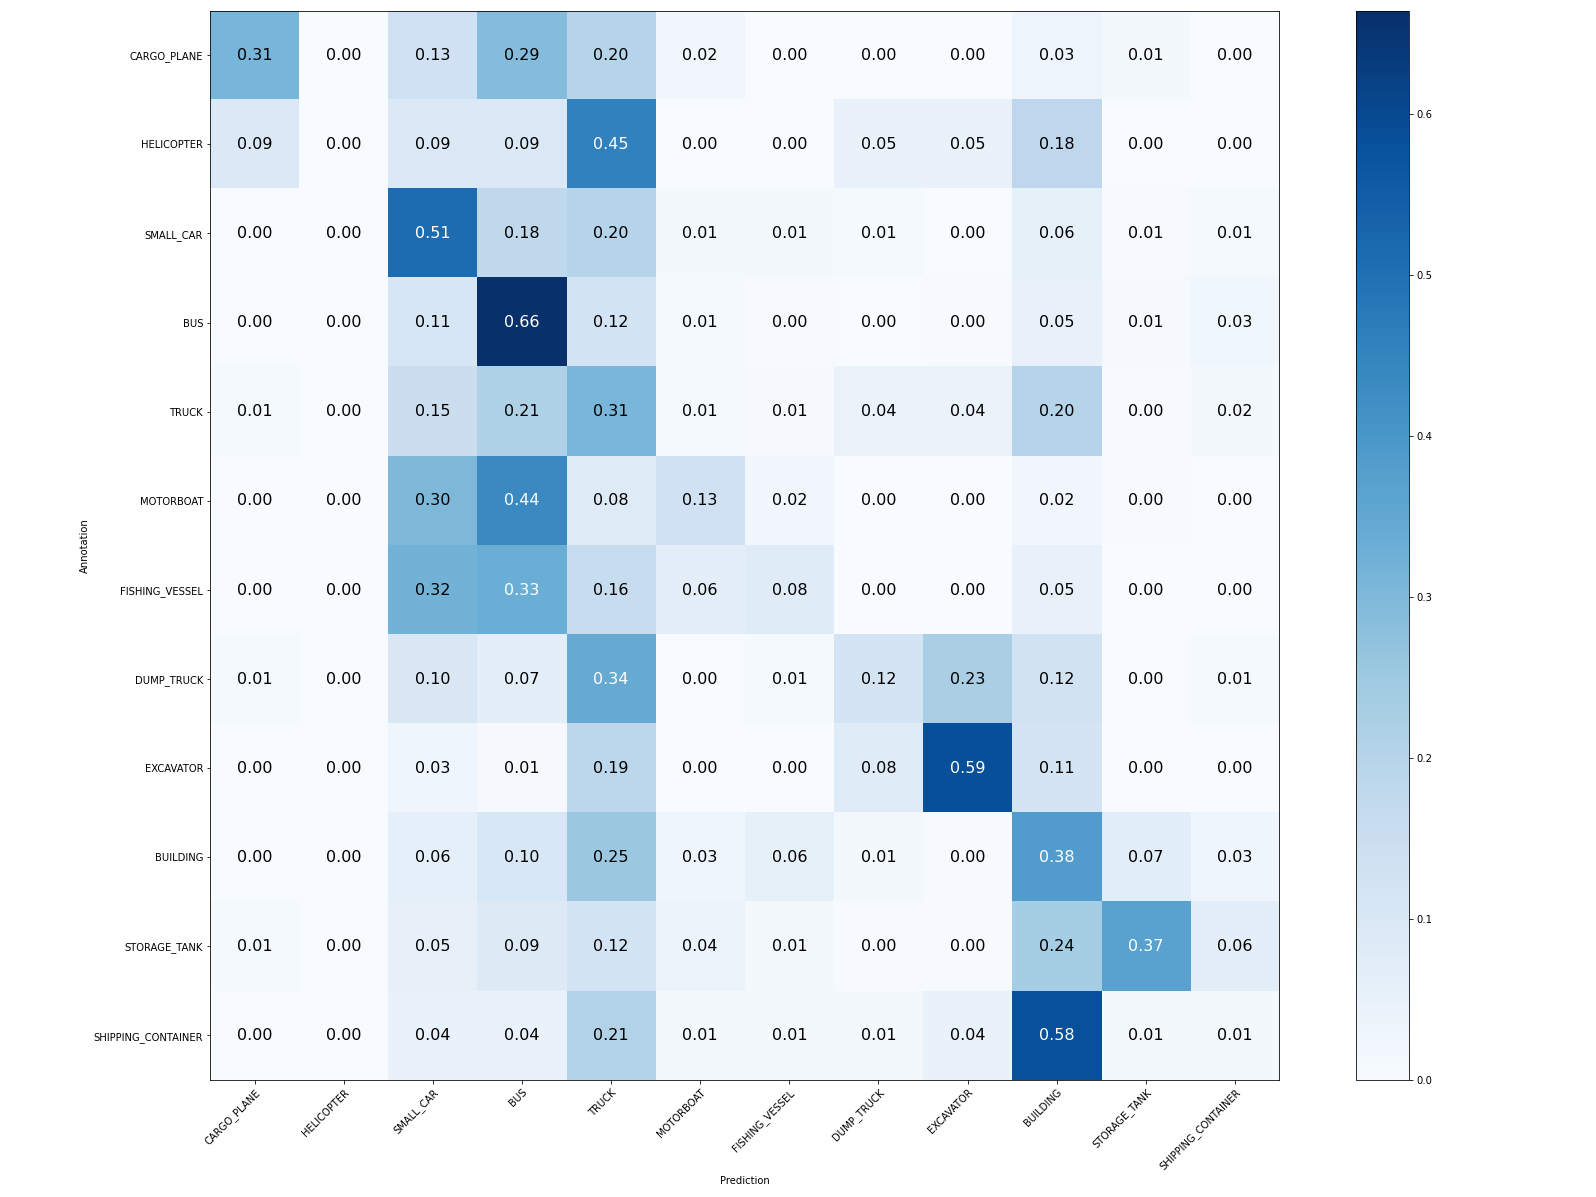 CARGO_PLANE 0.31 0.00 0.13 0.29 0.20 0.02 0.00 0.00 0.00 0.03 0.01 0.00
HELICOPTER 0.09 0.00 0.09 0.09 0.45 0.00 0.00 0.05 0.05 0.18 0.00 0.00
SMALL_CAR 0.00 0.00 0.51 0.18 0.20 0.01 0.01 0.01 0.00 0.06 0.01 0.01
BUS 0.00 0.00 0.11 0.66 0.12 0.01 0.00 0.00 0.00 0.05 0.01 0.03
TRUCK 0.01 0.00 0.15 0.21 0.31 0.01 0.01 0.04 0.04 0.20 0.00 0.02
MOTORBOAT 0.00 0.00 0.30 0.44 0.08 0.13 0.02 0.00 0.00 0.02 0.00 0.00
FISHING_VESSEL 0.00 0.00 0.32 0.33 0.16 0.06 0.08 0.00 0.00 0.05 0.00 0.00
DUMP_TRUCK 0.01 0.00 0.10 0.07 0.34 0.00 0.01 0.12 0.23 0.12 0.00 0.01
EXCAVATOR 0.00 0.00 0.03 0.01 0.19 0.00 0.00 0.08 0.59 0.11 0.00 0.00
BUILDING 0.00 0.00 0.06 0.10 0.25 0.03 0.06 0.01 0.00 0.38 0.07 0.03
STORAGE_TANK 0.01 0.00 0.05 0.09 0.12 0.04 0.01 0.00 0.00 0.24 0.37 0.06
SHIPPING_CONTAINER 0.00 0.00 0.04 0.04 0.21 0.01 0.01 0.01 0.04 0.58 0.01 0.01
CARGO_PLANE HELICOPTER SMALL_CAR BUS TRUCK MOTORBOAT FISHING_VESSEL DUMP_TRUCK EXCAVATOR BUILDING STORAGE_TANK SHIPPING_CONTAINER
Prediction
Annotation
0.6
0.5
0.4
0.3
0.2
0.1
0.0